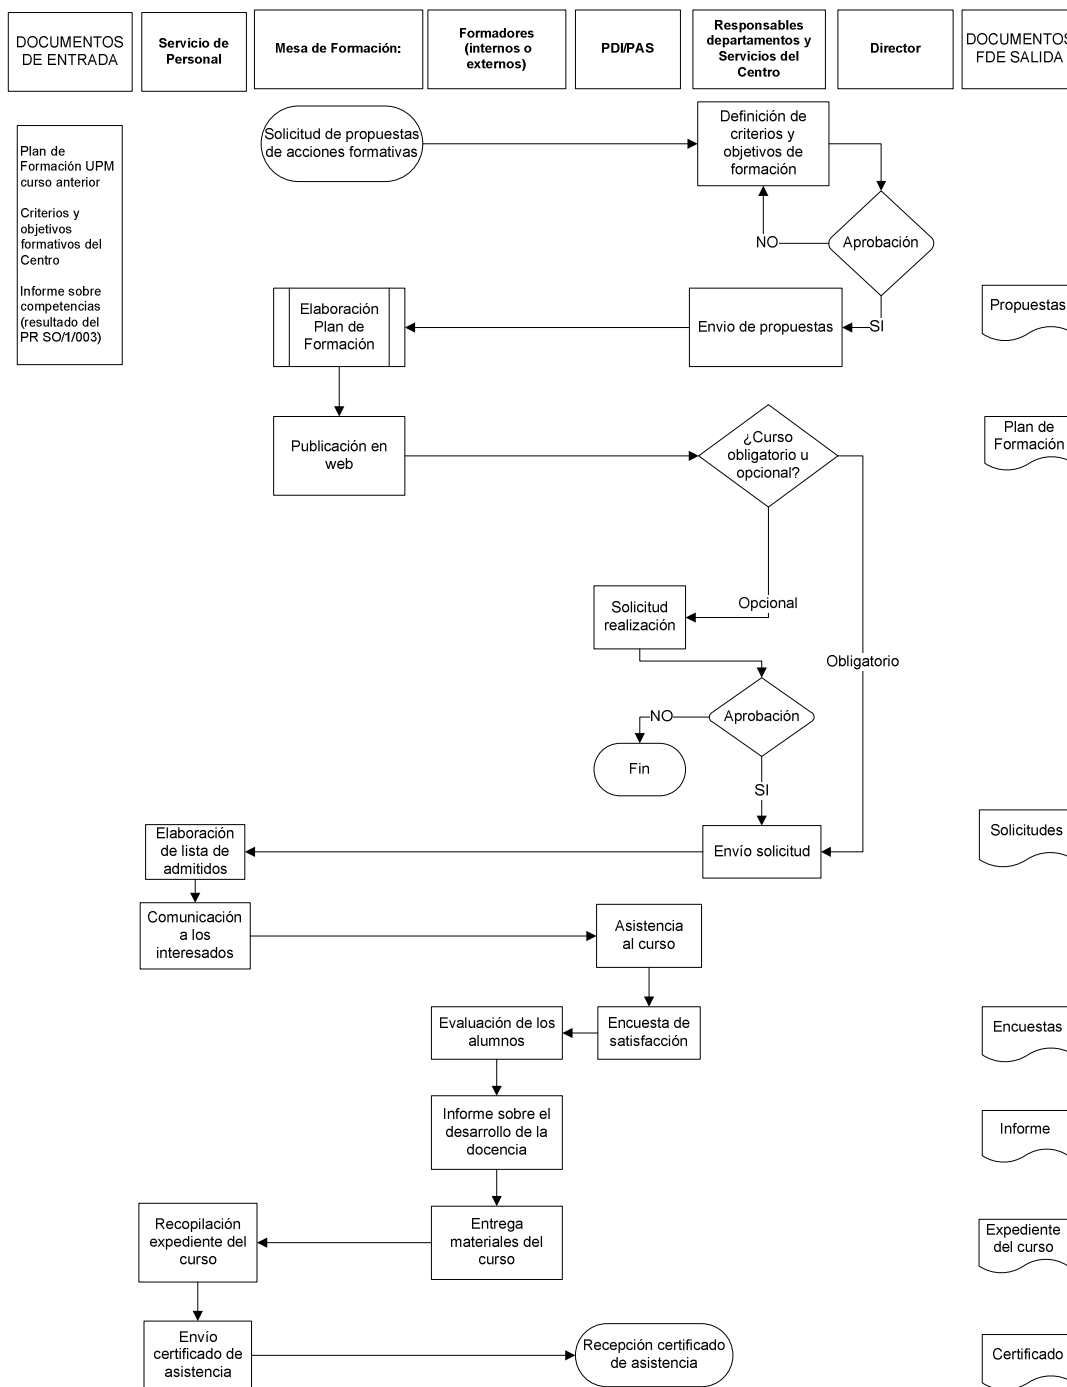 DOCUMENTOS
DE ENTRADA
Servicio de
Personal
Mesa de Formación:
Formadores
(internos o
externos)
PDI/PAS
Responsables
departamentos y
Servicios del
Centro
Director
DOCUMENTOS
FDE SALIDA
Plan de
Formación UPM
curso anterior
Criterios y
objetivos
formativos del
Centro
Informe sobre
competencias
(resultado del
PR SO/1/003)
Solicitud de propuestas
de acciones formativas
Definición de
criterios y
objetivos de
formación
Aprobación
NO
SI
Elaboración
Plan de
Formación
Envio de propuestas
Propuestas
Publicación en
web
¿Curso
obligatorio u
opcional?
Plan de
Formación
Opcional
Solicitud
realización
Obligatorio
Aprobación
NO
Fin
SI
Elaboración
de lista de
admitidos
Envío solicitud
Solicitudes
Comunicación
a los
interesados
Asistencia
al curso
Evaluación de los
alumnos
Encuesta de
satisfacción
Encuestas
Informe sobre el
desarrollo de la
docencia
Informe
Recopilación
expediente del
curso
Entrega
materiales del
curso
Expediente
del curso
Envío
certificado de
asistencia
Recepción certificado
de asistencia
Certificado